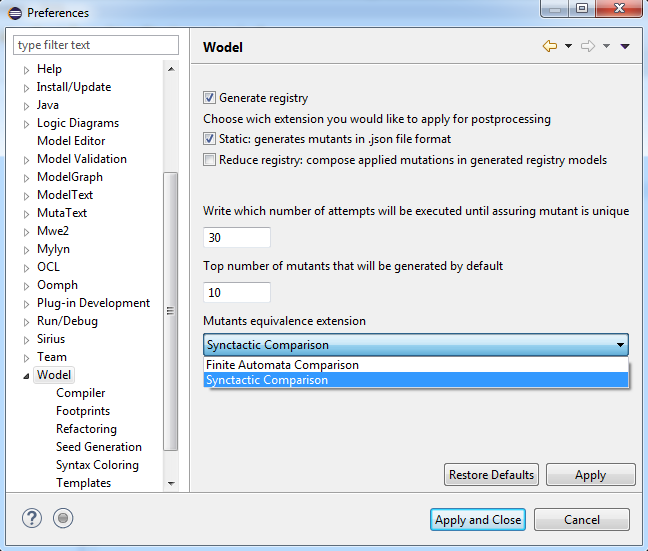 Preferences
type filter text
Help
Install/Update
Java
Logic Diagrams
Model Editor
Model Validation
ModelGraph
ModelText
MutaText
Mwe2
Mylyn
OCL
Oomph
Plug-in Development
Run/Debug
Sirius
Team
Wodel
Compiler
Footprints
Refactoring
Seed Generation
Syntax Coloring
Templates
Wodel
Generate registry
Choose wich extension you would like to apply for postprocessing
Static: generates mutants in .json file format
Reduce registry: compose applied mutations in generated registry models
Write which number of attempts will be executed until assuring mutant is unique
30
Top number of mutants that will be generated by default
10
Mutants equivalence extension
Synctactic Comparison
Finite Automata Comparison
Synctactic Comparison
Restore Defaults
Apply
Apply and Close
Cancel